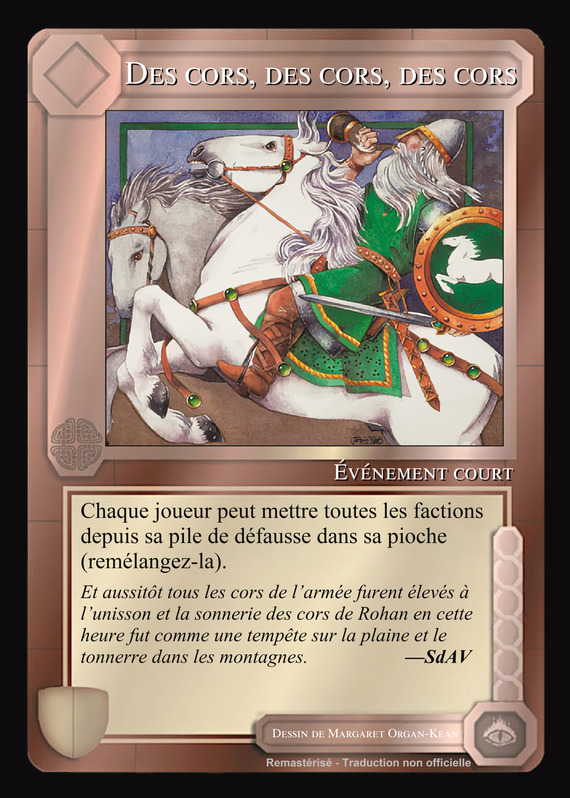 Des cors, des cors, des cors
Événement court
Chaque joueur peut mettre toutes les factions
depuis sa pile de défausse dans sa pioche
(remélangez-la).
Et aussitôt tous les cors de l'armée furent élevés à
l'unisson et la sonnerie des cors de Rohan en cette
heure fut comme une tempête sur la plaine et le
tonnerre dans les montagnes. —SdAV
Dessin de Margaret Organ-Kean
Remastérisé - Traduction non officielle